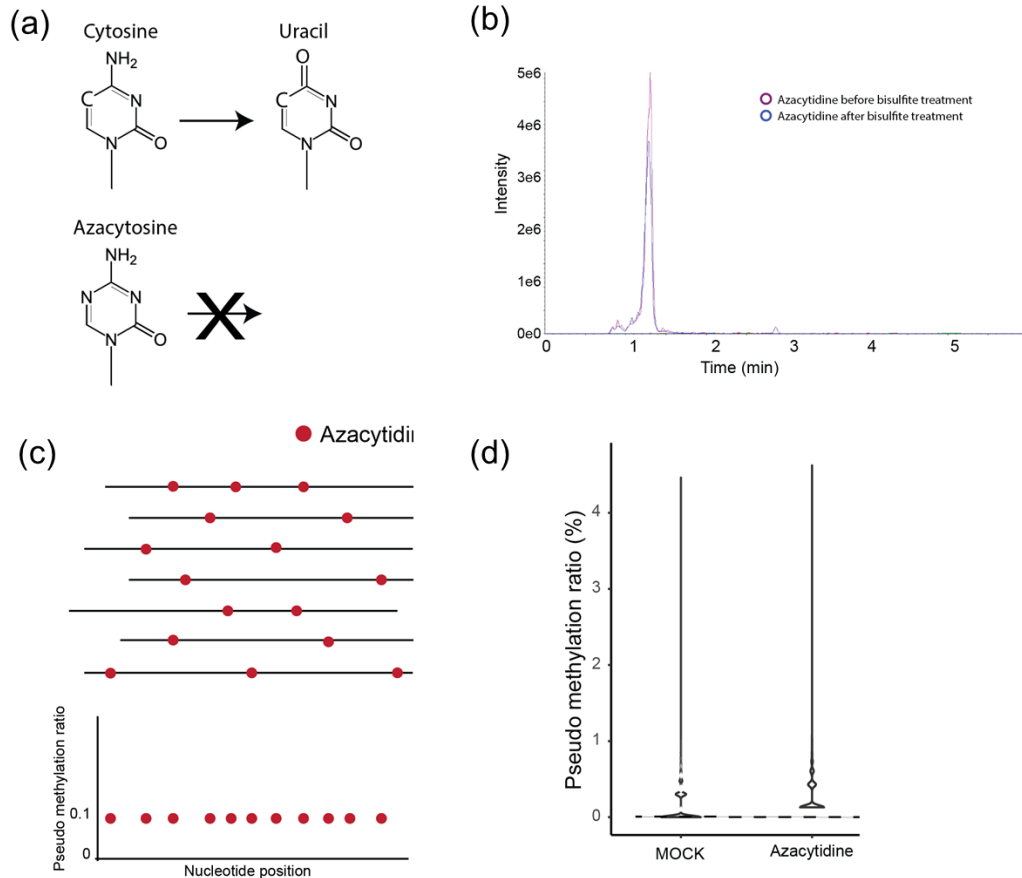 (a)
Cytosine
Uracil
NH2
O
C
N
N
O
C
N
N
O
Azacytosine
NH2
N
N
N
O
X
(b)
5e6
4e6
3e6
2e6
1e6
0e0
Intensity
Azacytidine before bisulfite treatment
Azacytidine after bisulfite treatment
0
1
2
3
4
5
Time (min)
(c)
Azacytidi
Pseudo methylation ratio
0.1
0
Nucleotide position
(d)
Pseudo methylation ratio (%)
4
3
2
1
0
MOCK
Azacytidine